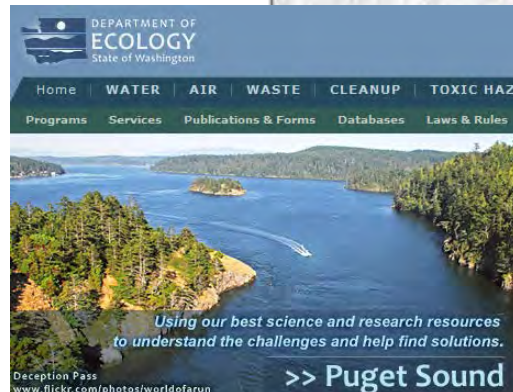 DEPARTMENT OF
ECOLOGY
State of Washington
Home WATER AIR WASTE CLEANUP TOXIC HAZ
Programs Services Publications & Forms Databases Laws & Rules
Using our best science and research resources
to understand the challenges and help find solutions.
Deception Pass
www.flickr.com/photos/worldofarun
>> Puget Sound